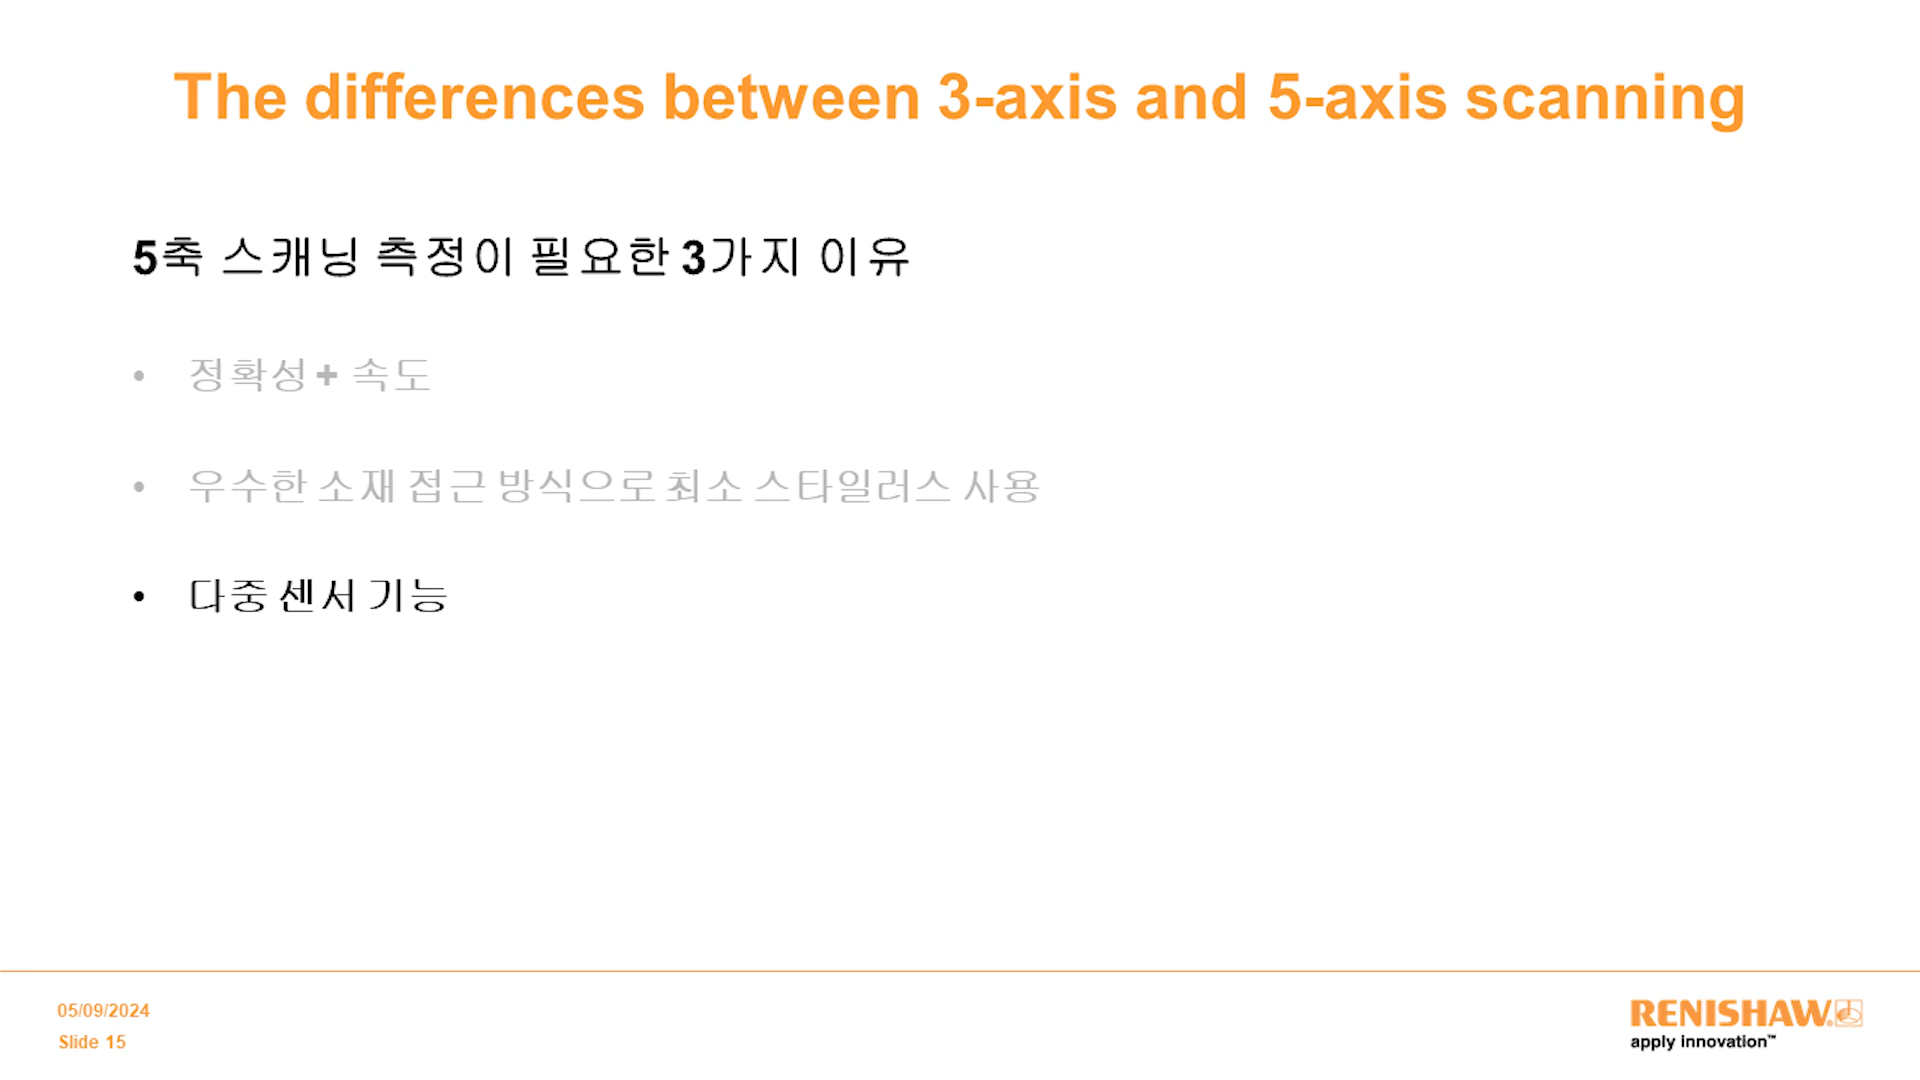 The differences between 3-axis and 5-axis scanning
5축 스캐닝 측정이 필요한 3가지 이유
• 정확성 + 속도
• 우수한 소재 접근 방식으로 최소 스타일러스 사용
• 다중 센서 기능
05/09/2024
Slide 15
RENISHAW.
apply innovation™